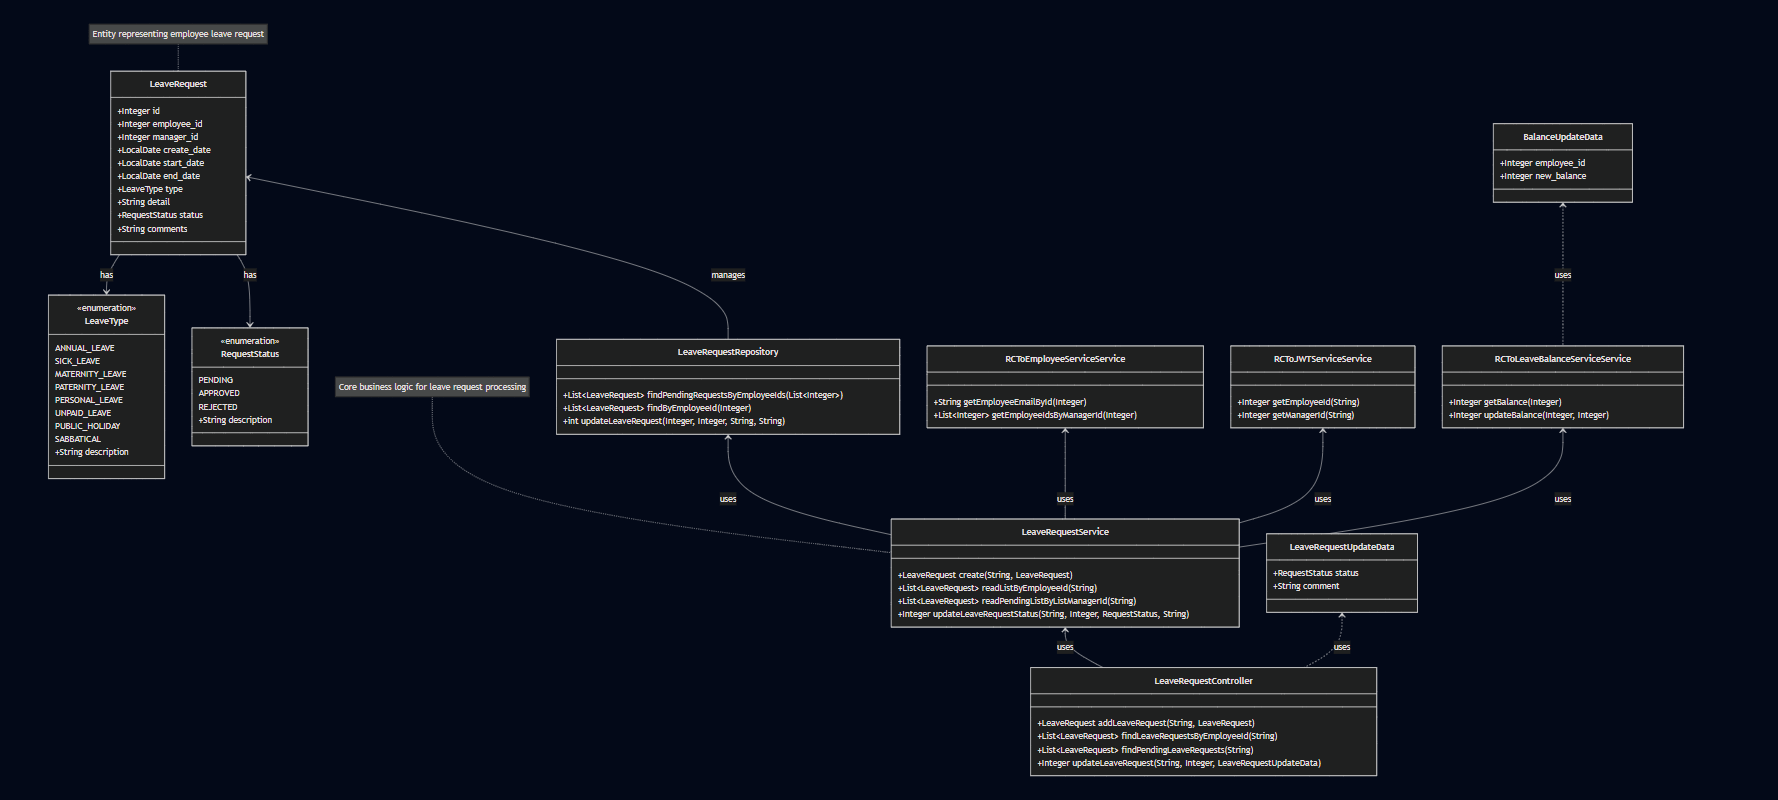 Entity representing employee leave request
LeaveRequest
+Integer id
+Integer employee_id
+Integer manager_id
+LocalDate create_date
+LocalDate start_date
+LocalDate end_date
+LeaveType type
+String detail
+RequestStatus status
+String comments
has
has
«enumeration»
LeaveType
ANNUAL_LEAVE
SICK_LEAVE
MATERNITY_LEAVE
PATERNITY_LEAVE
PERSONAL_LEAVE
UNPAID_LEAVE
PUBLIC_HOLIDAY
SABBATICAL
+String description
«enumeration»
RequestStatus
PENDING
APPROVED
REJECTED
+String description
manages
BalanceUpdateData
+Integer employee_id
+Integer new_balance
uses
LeaveRequestRepository
+List<LeaveRequest> findPendingRequestsByEmployeeIds(List<Integer>)
+List<LeaveRequest> findByEmployeeId(Integer)
+int updateLeaveRequest(Integer, Integer, String, String)
RCToEmployeeServiceService
+String getEmployeeEmailById(Integer)
+List<Integer> getEmployeeIdsByManagerId(Integer)
RCToJWTServiceService
+Integer getEmployeeId(String)
+Integer getManagerId(String)
RCToLeaveBalanceServiceService
+Integer getBalance(Integer)
+Integer updateBalance(Integer, Integer)
Core business logic for leave request processing
uses
uses
uses
uses
LeaveRequestService
+LeaveRequest create(String, LeaveRequest)
+List<LeaveRequest> readListByEmployeeId(String)
+List<LeaveRequest> readPendingListByListManagerId(String)
+Integer updateLeaveRequestStatus(String, Integer, RequestStatus, String)
LeaveRequestUpdateData
+RequestStatus status
+String comment
uses
uses
LeaveRequestController
+LeaveRequest addLeaveRequest(String, LeaveRequest)
+List<LeaveRequest> findLeaveRequestsByEmployeeId(String)
+List<LeaveRequest> findPendingLeaveRequests(String)
+Integer updateLeaveRequest(String, Integer, LeaveRequestUpdateData)